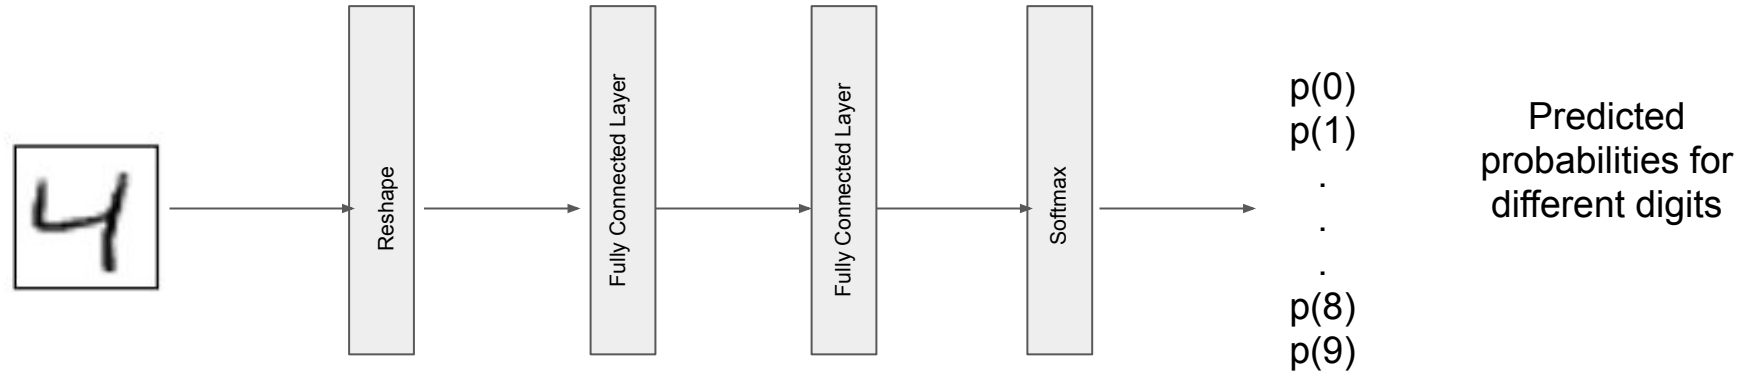 4
Reshape
Fully Connected Layer
Fully Connected Layer
Softmax
p(0)
p(1)
.
.
.
p(8)
p(9)
Predicted
probabilities for
different digits